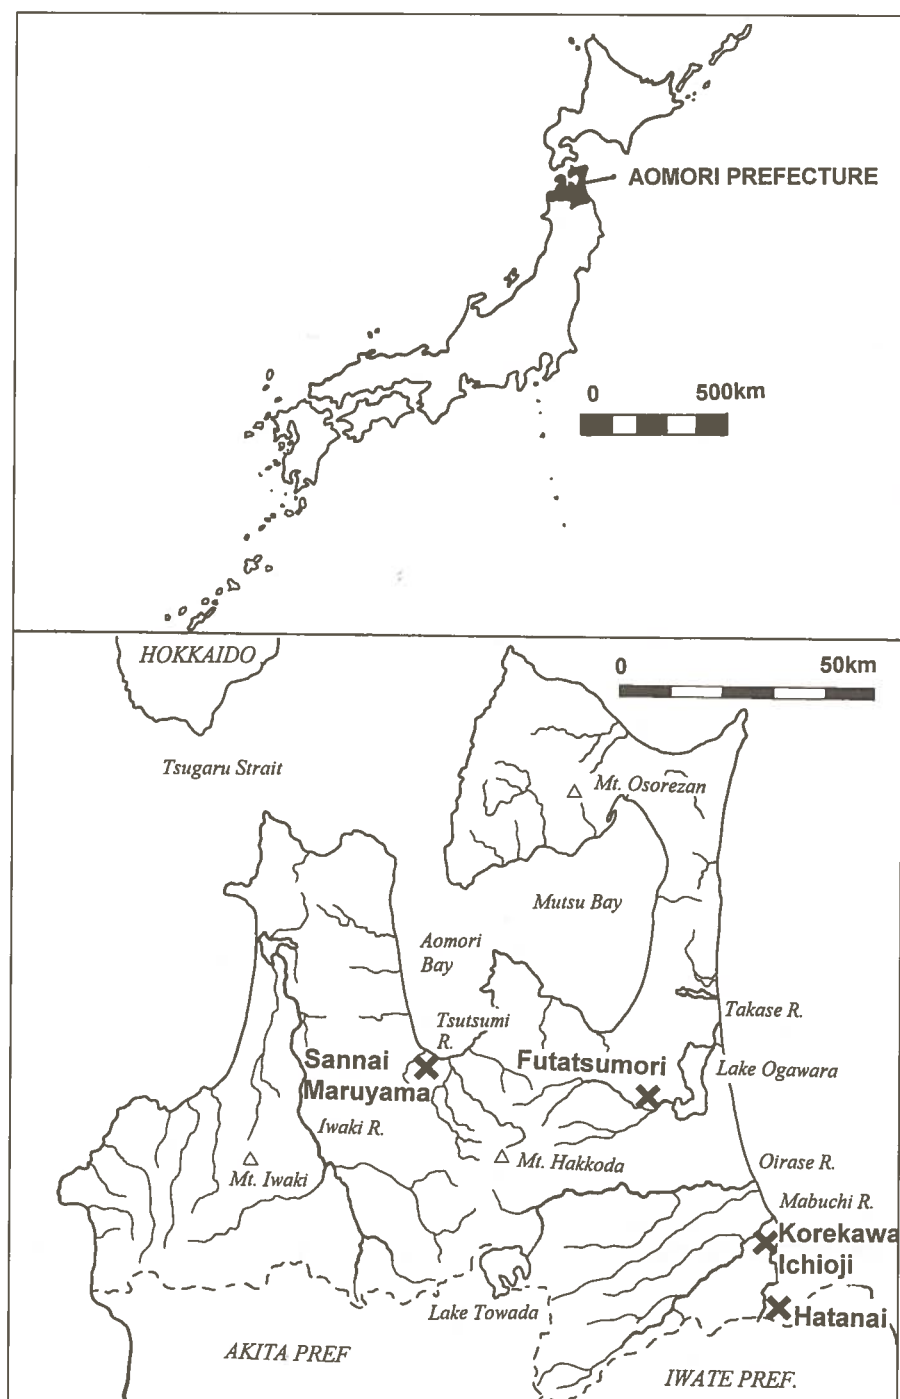 AOMORI PREFECTURE
0 500km
HOKKAIDO
0 50km
Tsugaru Strait
Mt. Osorezan
Mutsu Bay
Aomori
Bay
Takase R.
Tsutsumi
R.
Sannai
Maruyama
Futatsumori
Lake Ogawara
Iwaki R.
Mt. Iwaki
Mt. Hakkoda
Oirase R.
Mabuchi R.
Korekawa
Ichioji
Lake Towada
Hatanai
AKITA PREF
IWATE PREF.